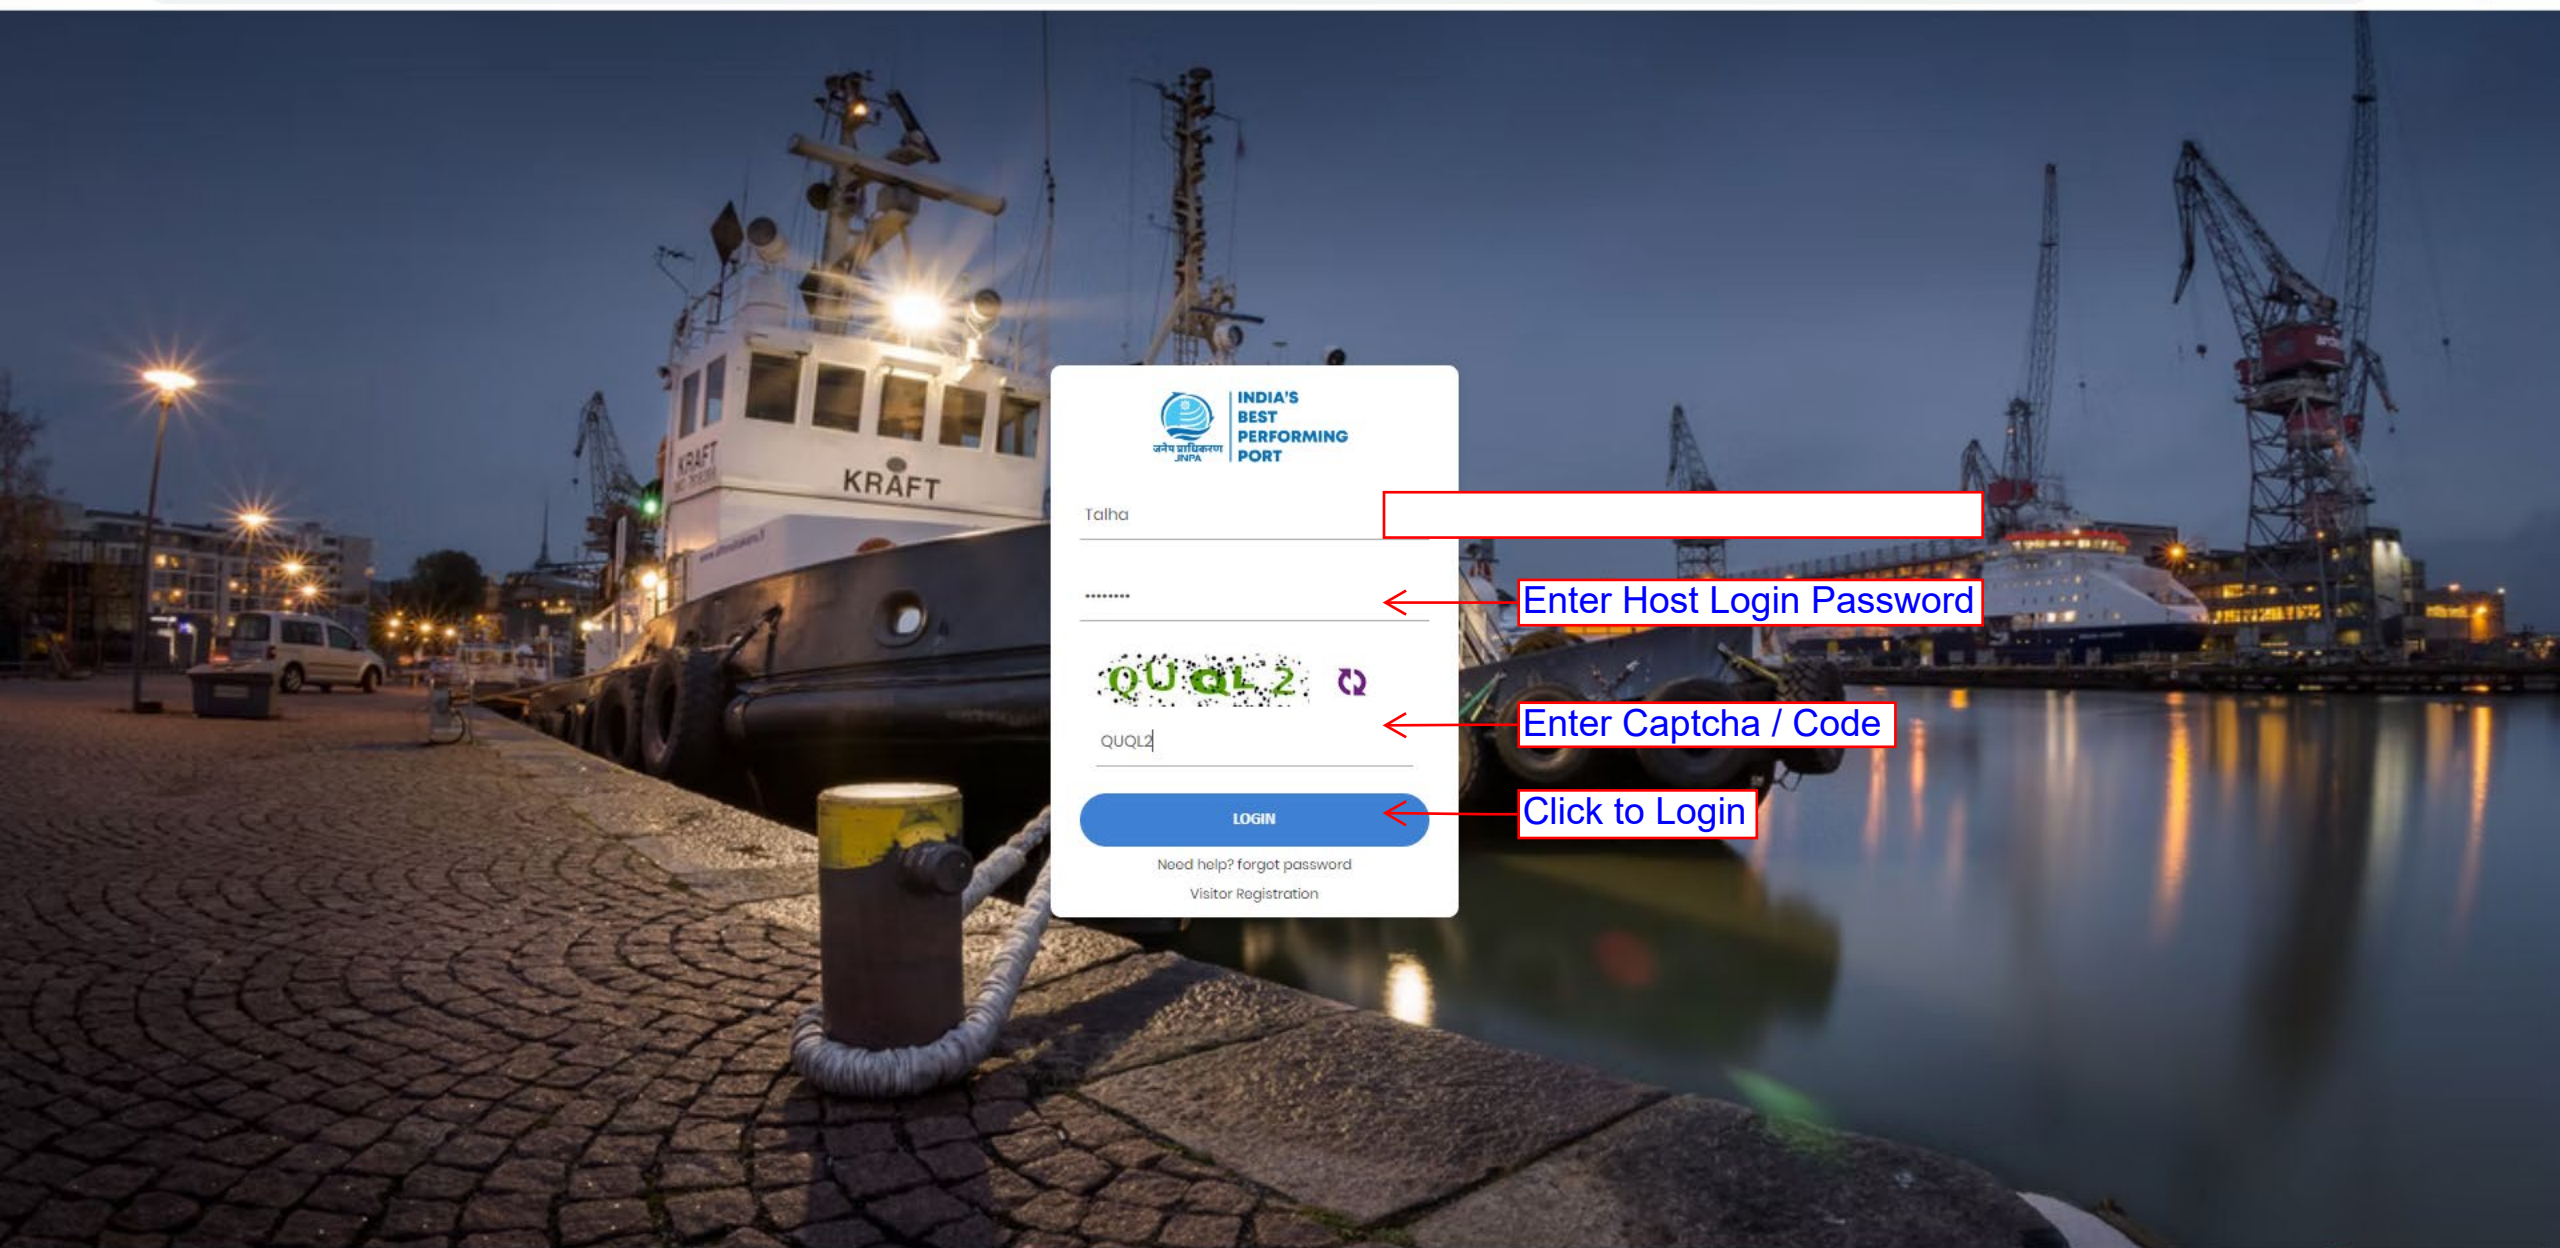 INDIA'S
BEST
PERFORMING
PORT
जनेप प्राधिकरण
JNPA
KRAFT
KRAFT
Talha
••••••••
Enter Host Login Password
QUQL2
Enter Captcha / Code
QUQL2
LOGIN
Click to Login
Need help? forgot password
Visitor Registration